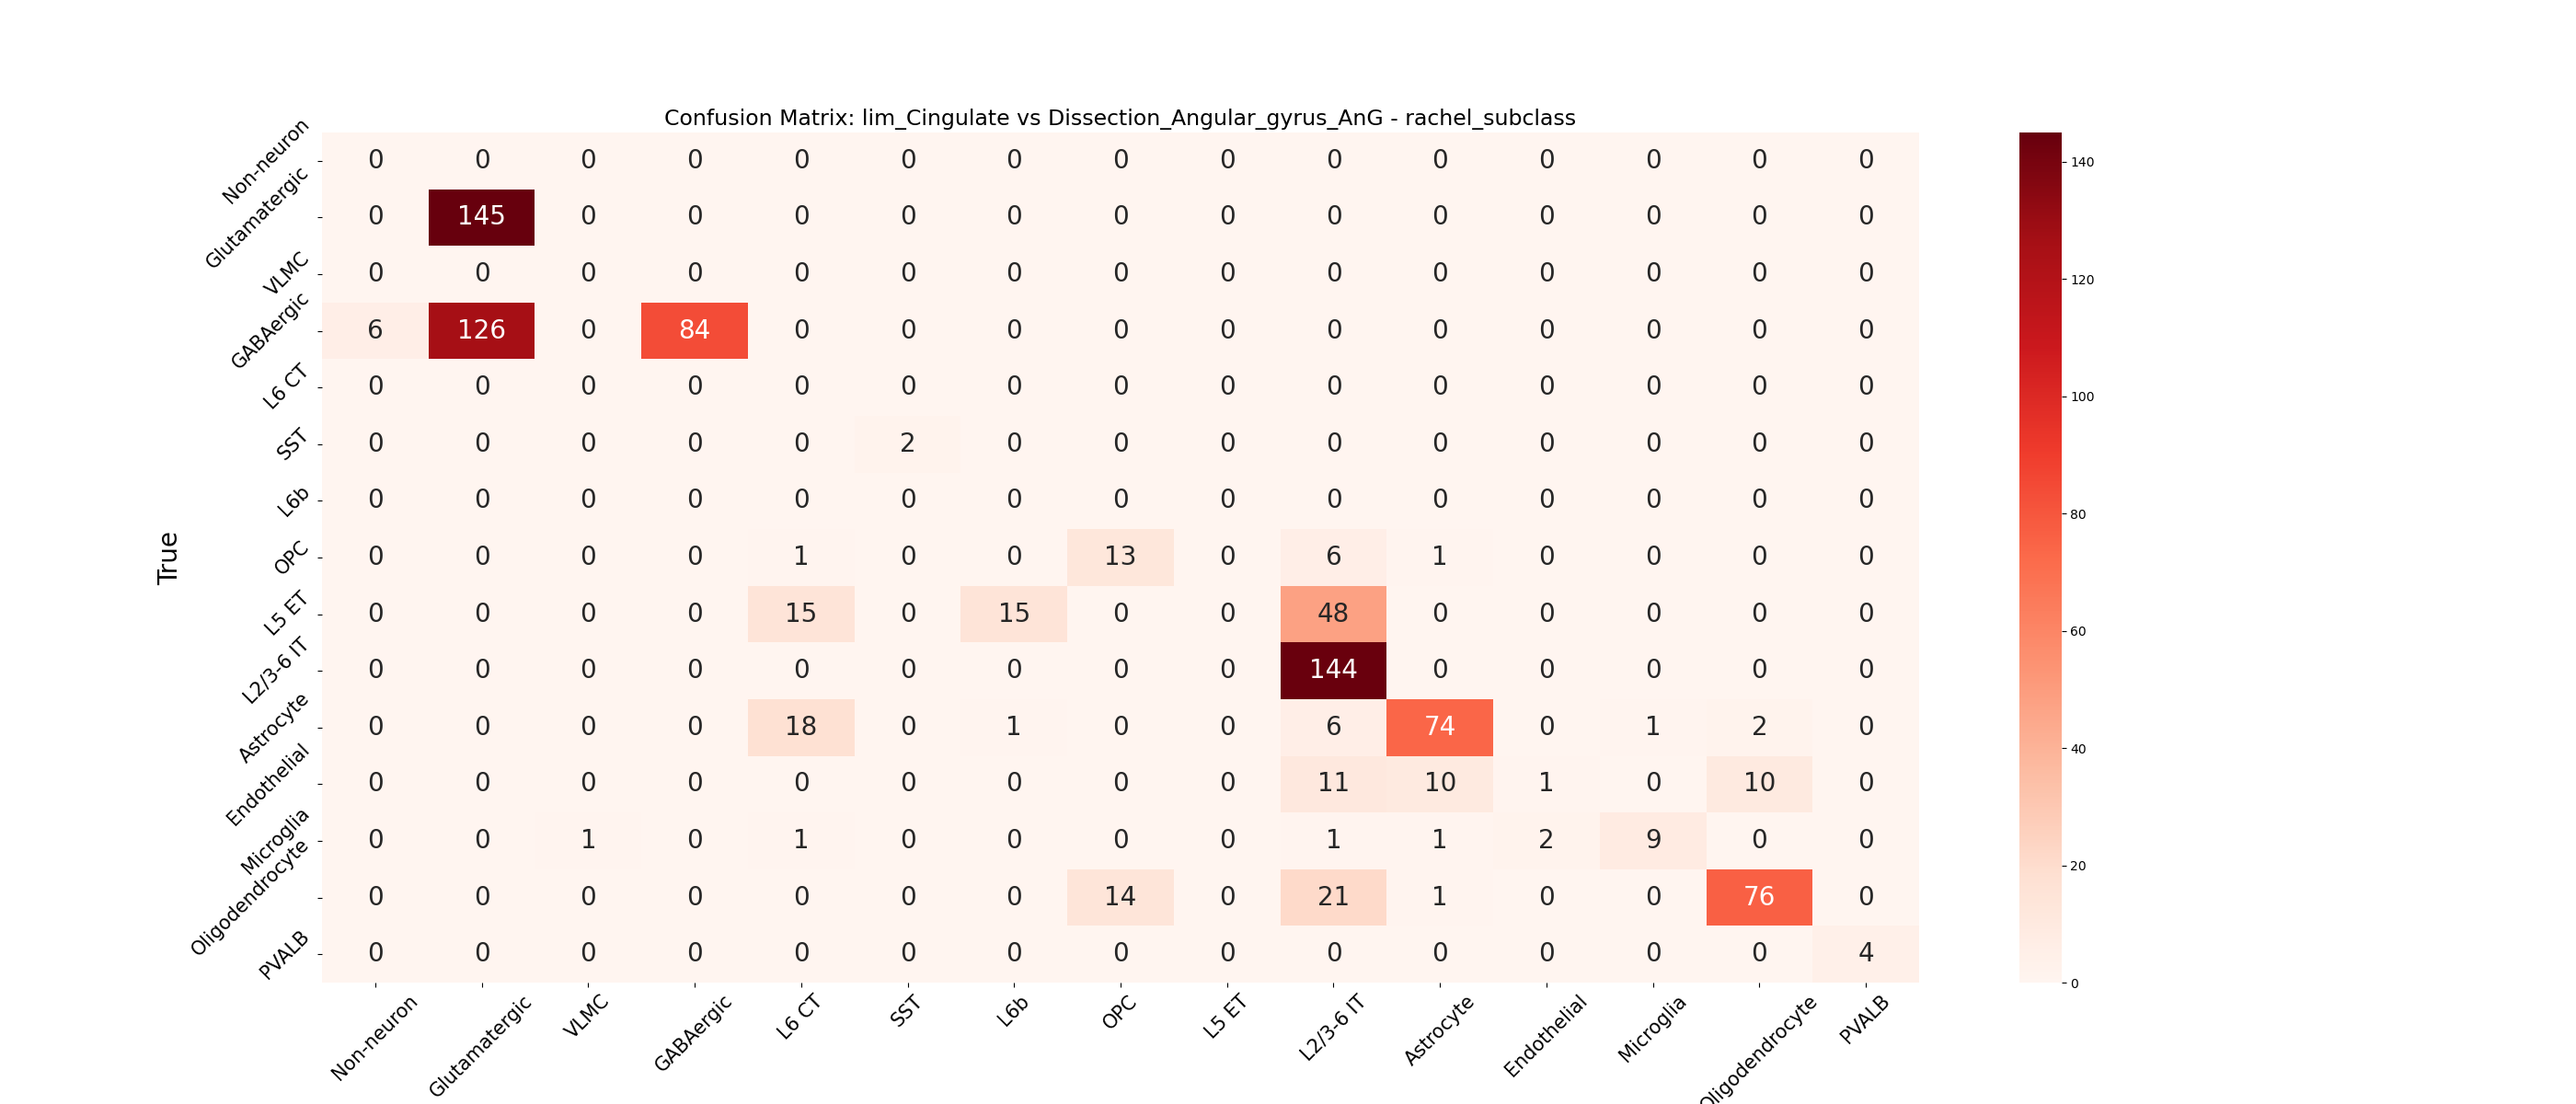 Confusion Matrix: lim_Cingulate vs Dissection_Angular_gyrus_AnG - rachel_subclass
True
Non-neuron 0 0 0 0 0 0 0 0 0 0 0 0 0 0 0
Glutamatergic 0 145 0 0 0 0 0 0 0 0 0 0 0 0 0
VLMC 0 0 0 0 0 0 0 0 0 0 0 0 0 0 0
GABAergic 6 126 0 84 0 0 0 0 0 0 0 0 0 0 0
L6 CT 0 0 0 0 0 0 0 0 0 0 0 0 0 0 0
SST 0 0 0 0 0 2 0 0 0 0 0 0 0 0 0
L6b 0 0 0 0 0 0 0 0 0 0 0 0 0 0 0
OPC 0 0 0 0 1 0 0 13 0 6 1 0 0 0 0
L5 ET 0 0 0 0 15 0 15 0 0 48 0 0 0 0 0
L2/3-6 IT 0 0 0 0 0 0 0 0 0 144 0 0 0 0 0
Astrocyte 0 0 0 0 18 0 1 0 0 6 74 0 1 2 0
Endothelial 0 0 0 0 0 0 0 0 0 11 10 1 0 10 0
Microglia 0 0 1 0 1 0 0 0 0 1 1 2 9 0 0
Oligodendrocyte 0 0 0 0 0 0 0 14 0 21 1 0 0 76 0
PVALB 0 0 0 0 0 0 0 0 0 0 0 0 0 0 4
Non-neuron Glutamatergic VLMC GABAergic L6 CT SST L6b OPC L5 ET L2/3-6 IT Astrocyte Endothelial Microglia Oligodendrocyte PVALB
140
120
100
80
60
40
20
0